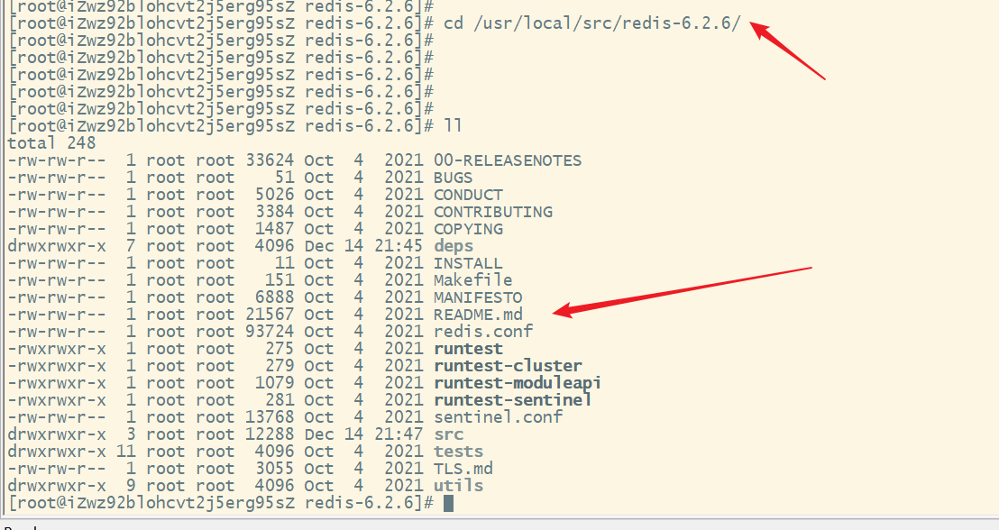 [root@iZwz92blohcvt2j5erg95sZ redis-6.2.6]#
[root@iZwz92blohcvt2j5erg95sZ redis-6.2.6]# cd /usr/local/src/redis-6.2.6/
[root@iZwz92blohcvt2j5erg95sZ redis-6.2.6]#
[root@iZwz92blohcvt2j5erg95sZ redis-6.2.6]#
[root@iZwz92blohcvt2j5erg95sZ redis-6.2.6]#
[root@iZwz92blohcvt2j5erg95sZ redis-6.2.6]#
[root@iZwz92blohcvt2j5erg95sZ redis-6.2.6]#
[root@iZwz92blohcvt2j5erg95sZ redis-6.2.6]# ll
total 248
-rw-rw-r--  1 root root 33624 Oct  4  2021 00-RELEASENOTES
-rw-rw-r--  1 root root    51 Oct  4  2021 BUGS
-rw-rw-r--  1 root root  5026 Oct  4  2021 CONDUCT
-rw-rw-r--  1 root root  3384 Oct  4  2021 CONTRIBUTING
-rw-rw-r--  1 root root  1487 Oct  4  2021 COPYING
drwxrwxr-x  7 root root  4096 Dec 14 21:45 deps
-rw-rw-r--  1 root root    11 Oct  4  2021 INSTALL
-rw-rw-r--  1 root root   151 Oct  4  2021 Makefile
-rw-rw-r--  1 root root  6888 Oct  4  2021 MANIFESTO
-rw-rw-r--  1 root root 21567 Oct  4  2021 README.md
-rw-rw-r--  1 root root 93724 Oct  4  2021 redis.conf
-rwxrwxr-x  1 root root   275 Oct  4  2021 runtest
-rwxrwxr-x  1 root root   279 Oct  4  2021 runtest-cluster
-rwxrwxr-x  1 root root  1079 Oct  4  2021 runtest-moduleapi
-rwxrwxr-x  1 root root   281 Oct  4  2021 runtest-sentinel
-rw-rw-r--  1 root root 13768 Oct  4  2021 sentinel.conf
drwxrwxr-x  3 root root 12288 Dec 14 21:47 src
drwxrwxr-x 11 root root  4096 Oct  4  2021 tests
-rw-rw-r--  1 root root  3055 Oct  4  2021 TLS.md
drwxrwxr-x  9 root root  4096 Oct  4  2021 utils
[root@iZwz92blohcvt2j5erg95sZ redis-6.2.6]#